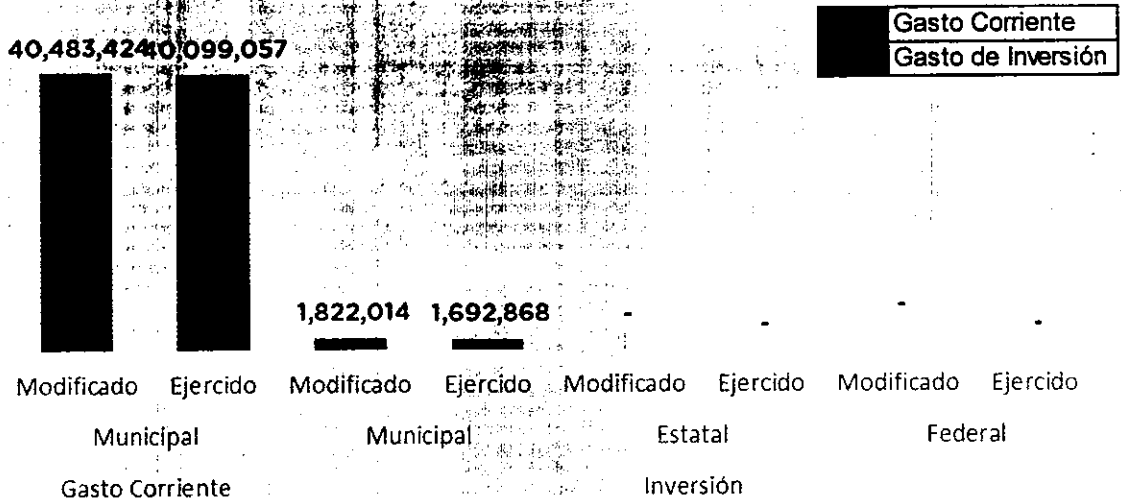 Gasto Corriente
Gasto de Inversión
40,483,424 40,099,057
1,822,014 1,692,868 - - - -
Modificado Ejercido Modificado Ejercido Modificado Ejercido Modificado Ejercido
Municipal Municipal Estatal Federal
Gasto Corriente Inversión